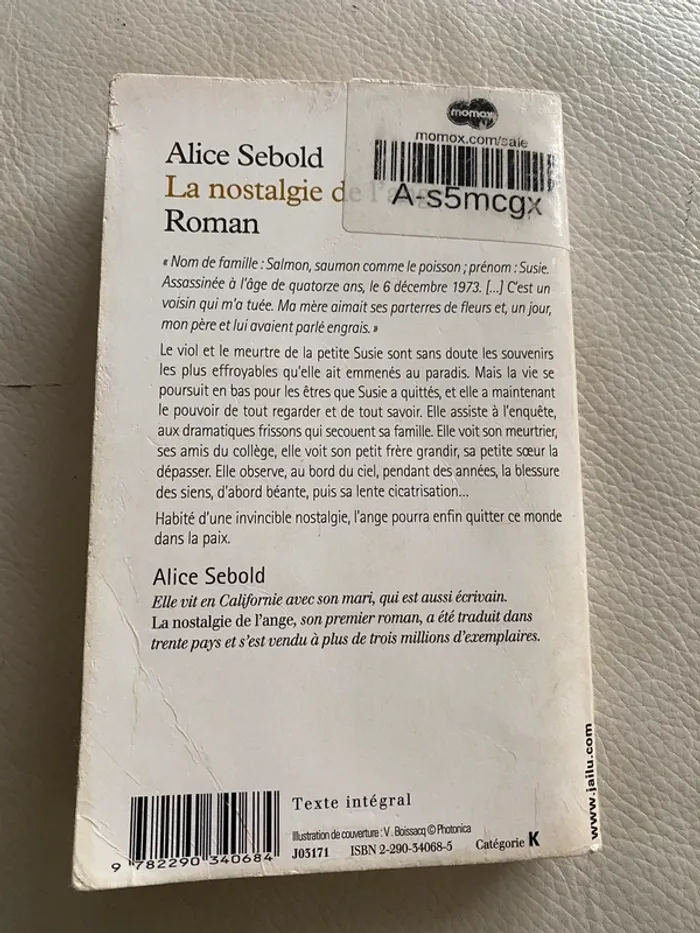 momox
momox.com/sale
A-s5mcgx
Alice Sebold
La nostalgie de l'ange
Roman
« Nom de famille : Salmon, saumon comme le poisson ; prénom : Susie.
Assassinée à l'âge de quatorze ans, le 6 décembre 1973. [...] C'est un
voisin qui m'a tuée. Ma mère aimait ses parterres de fleurs et, un jour,
mon père et lui avaient parlé engrais. »
Le viol et le meurtre de la petite Susie sont sans doute les souvenirs
les plus effroyables qu'elle ait emmenés au paradis. Mais la vie se
poursuit en bas pour les êtres que Susie a quittés, et elle a maintenant
le pouvoir de tout regarder et de tout savoir. Elle assiste à l'enquête,
aux dramatiques frissons qui secouent sa famille. Elle voit son meurtrier,
ses amis du collège, elle voit son petit frère grandir, sa petite sœur la
dépasser. Elle observe, au bord du ciel, pendant des années, la blessure
des siens, d'abord béante, puis sa lente cicatrisation...
Habité d'une invincible nostalgie, l'ange pourra enfin quitter ce monde
dans la paix.
Alice Sebold
Elle vit en Californie avec son mari, qui est aussi écrivain.
La nostalgie de l'ange, son premier roman, a été traduit dans
trente pays et s'est vendu à plus de trois millions d'exemplaires.
www.jailu.com
Texte intégral
Illustration de couverture : V. Boissacq © Photonica
J03171 ISBN 2-290-34068-5 Catégorie K
9 782290 340684